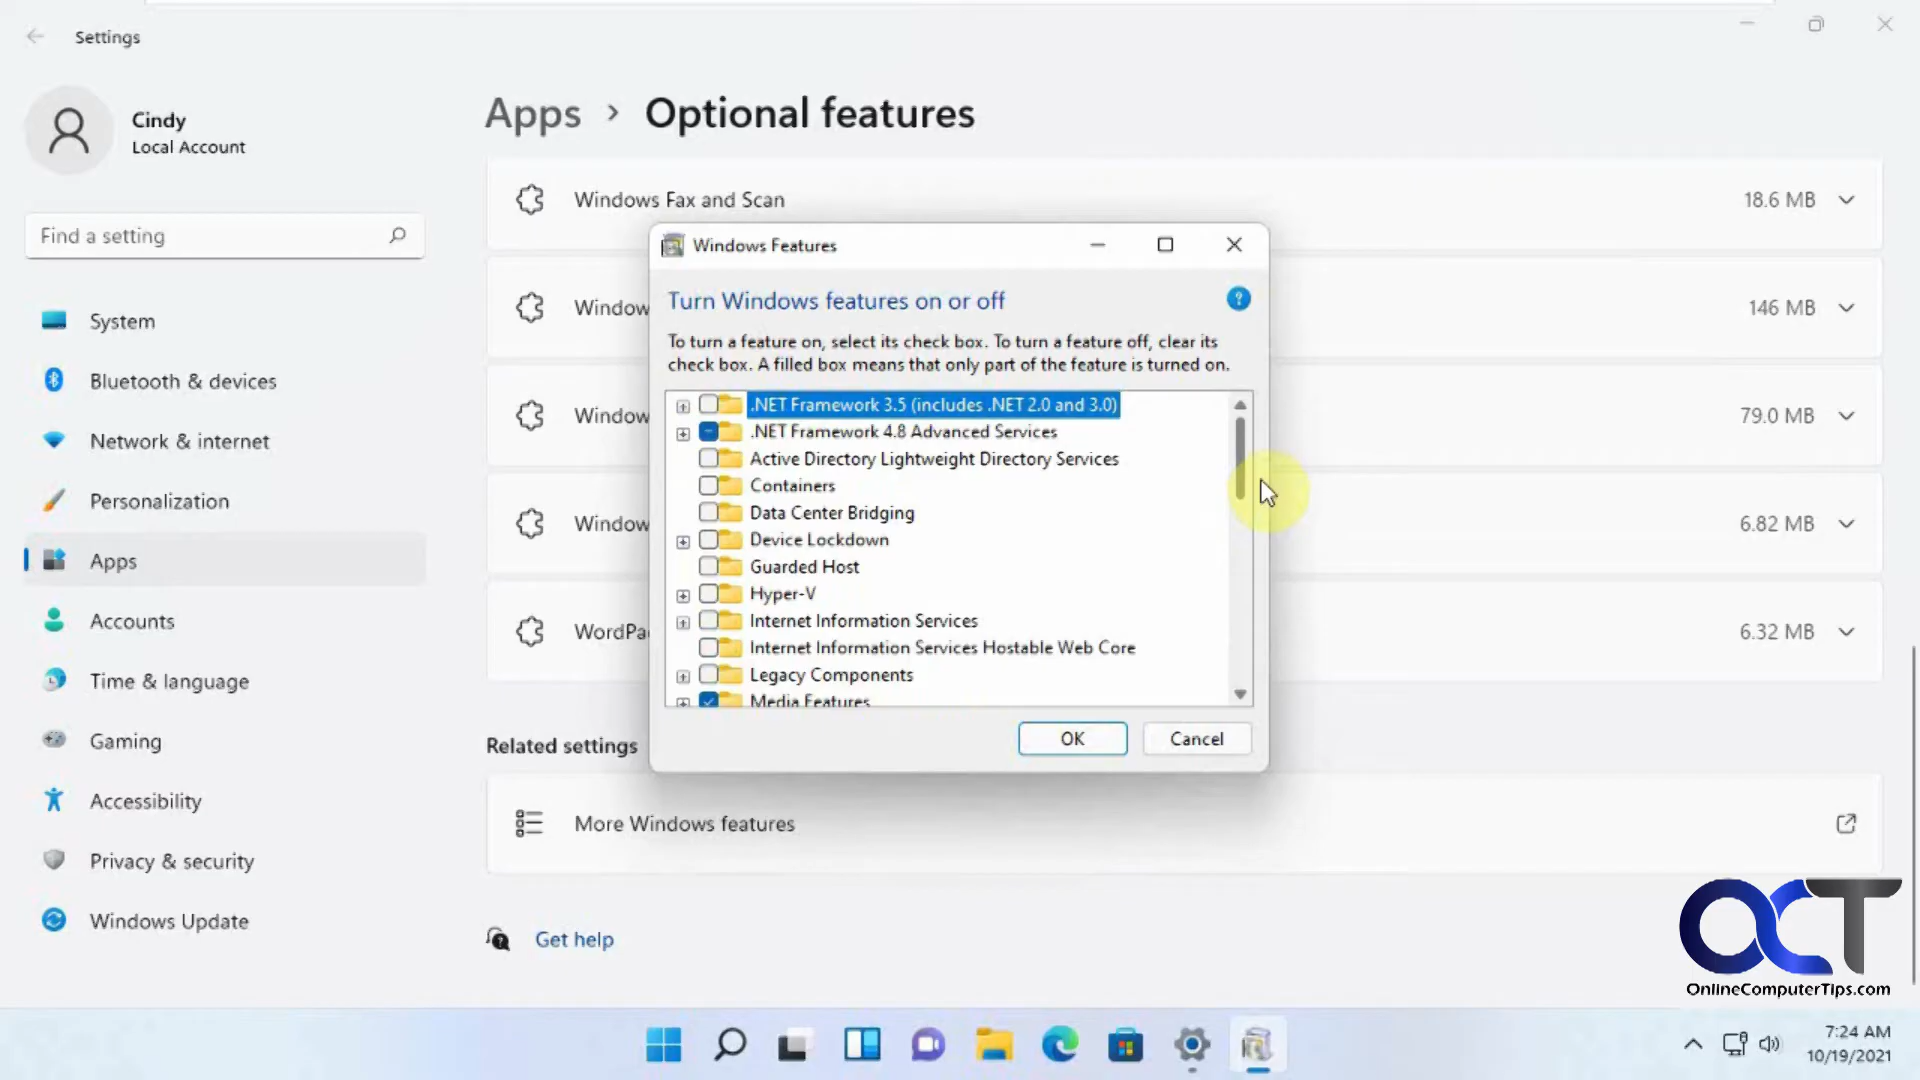 Settings
Cindy
Local Account
Find a setting
System
Bluetooth & devices
Network & internet
Personalization
Apps
Accounts
Time & language
Gaming
Accessibility
Privacy & security
Windows Update
Apps > Optional features
Windows Fax and Scan
18.6 MB
Window
146 MB
Window
79.0 MB
Window
6.82 MB
WordPa
6.32 MB
Related settings
More Windows features
Get help
Windows Features
Turn Windows features on or off
To turn a feature on, select its check box. To turn a feature off, clear its
check box. A filled box means that only part of the feature is turned on.
.NET Framework 3.5 (includes .NET 2.0 and 3.0)
.NET Framework 4.8 Advanced Services
Active Directory Lightweight Directory Services
Containers
Data Center Bridging
Device Lockdown
Guarded Host
Hyper-V
Internet Information Services
Internet Information Services Hostable Web Core
Legacy Components
Media Features
OK
Cancel
OCT
OnlineComputerTips.com
7:24 AM
10/19/2021